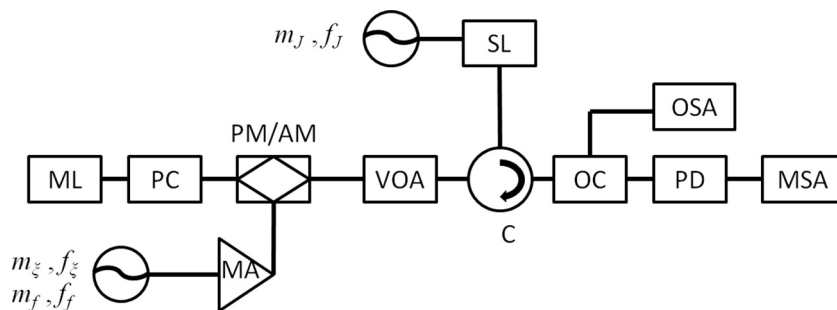 m_J , f_J
SL
OSA
PM/AM
ML
PC
VOA
OC
PD
MSA
C
MA
m_ξ , f_ξ
m_f , f_f